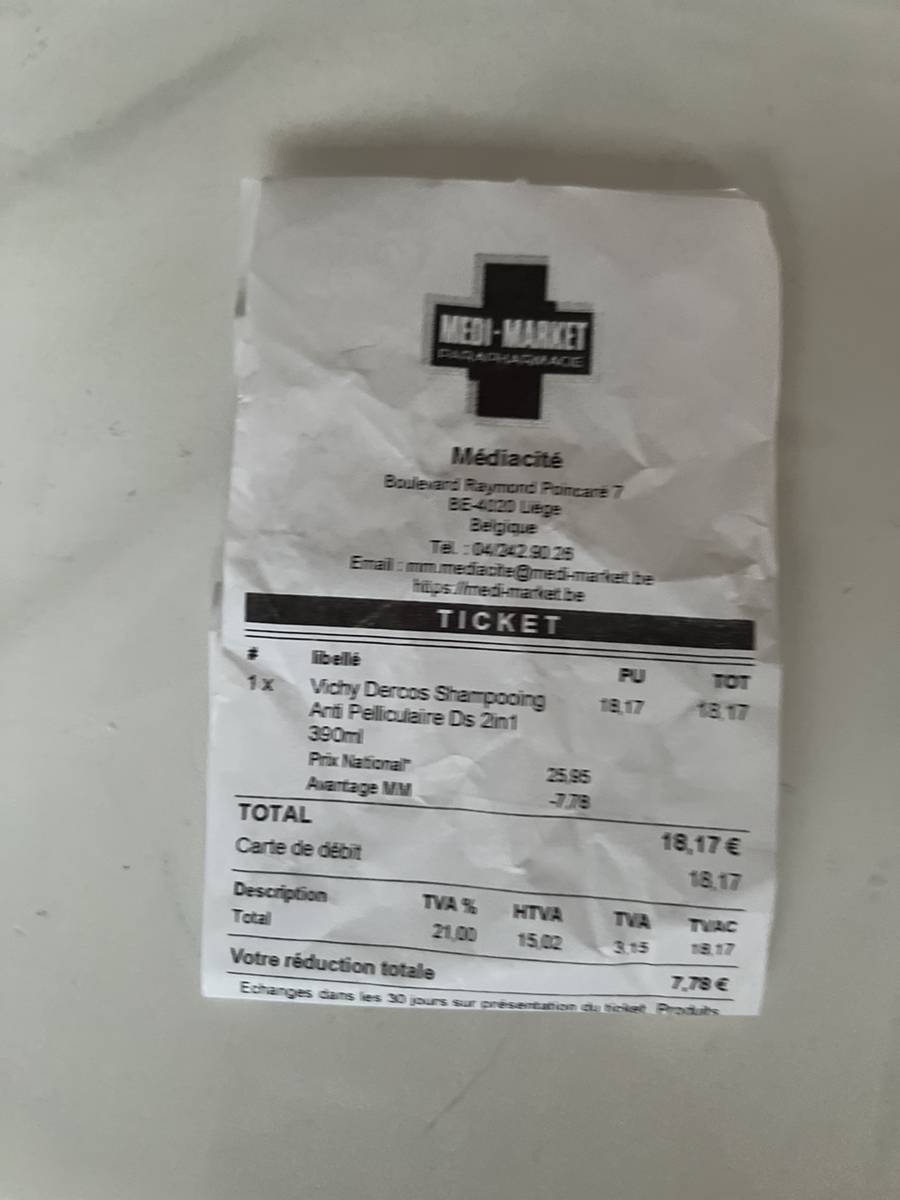 MEDI-MARKET
PARAPHARMACIE
Médiacité
Boulevard Raymond Poincaré 7
BE-4020 Liège
Belgique
Tél. : 04/242.90.26
Email : mm.mediacite@medi-market.be
https://medi-market.be
TICKET
# libellé PU TOT
1 x Vichy Dercos Shampooing 18,17 18,17
Anti Pelliculaire Ds 2in1
390ml
Prix National* 25,95
Avantage MM -7,78
TOTAL 18,17 €
Carte de débit 18,17
Description TVA % HTVA TVA TVAC
Total 21,00 15,02 3,15 18,17
Votre réduction totale 7,78 €
Echanges dans les 30 jours sur présentation du ticket. Produits